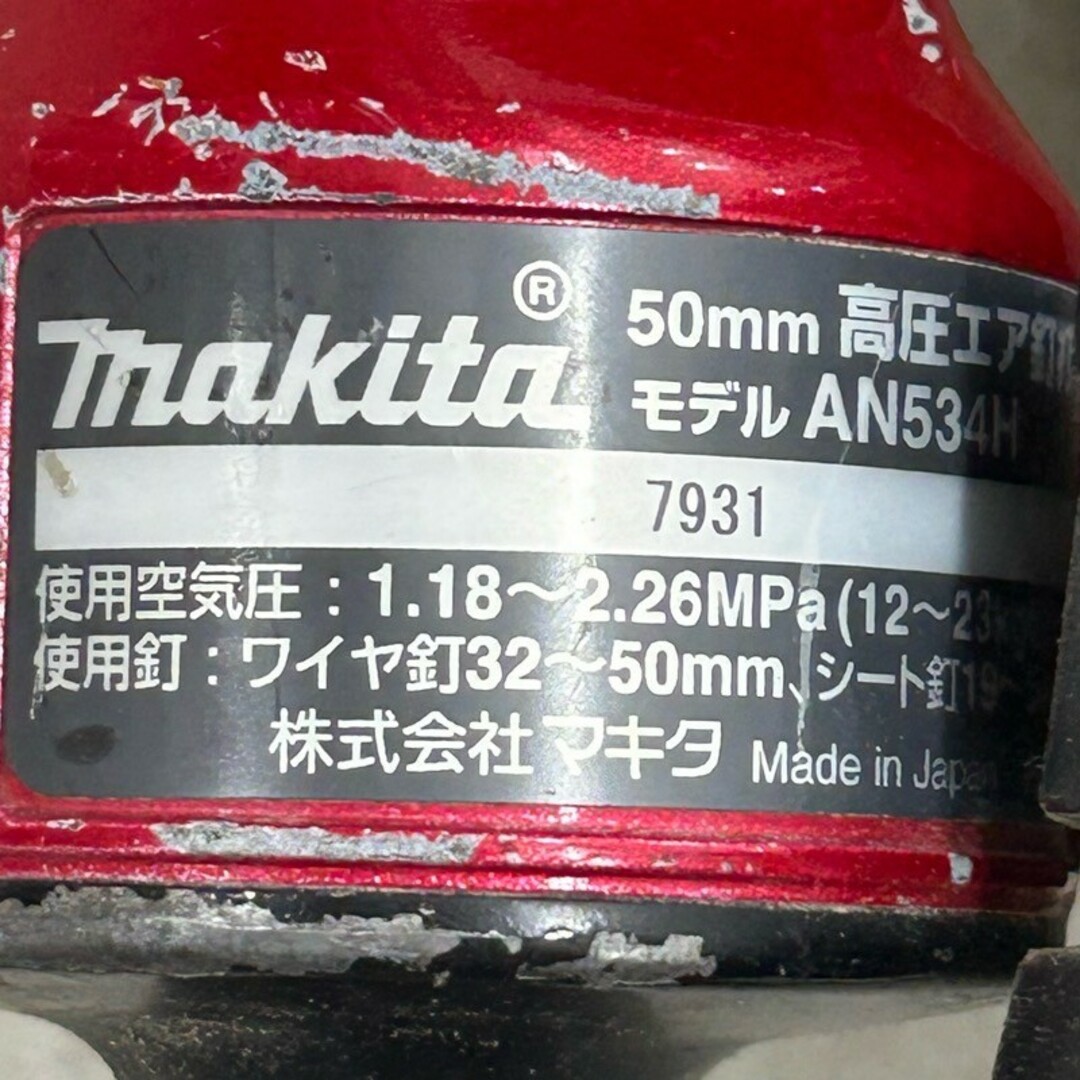 makita®
50mm 高圧エア釘打
モデル AN534H
7931
使用空気圧：1.18～2.26MPa(12～23
使用釘：ワイヤ釘32～50mm、シート釘19
株式会社 マキタ Made in Japan